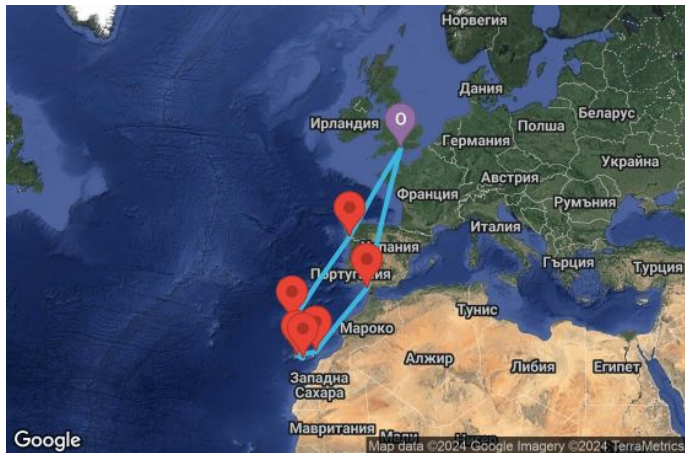 Норвегия
Дания
Ирландия
Полша
Беларус
Германия
Украйна
Австрия
Франция
Румъния
Италия
Гърция
Турция
Португалия
Тунис
Мароко
Алжир
Либия
Египет
Западна
Сахара
Мавритания
Мали
Google
Map data ©2024 Google Imagery ©2024 TerraMetrics